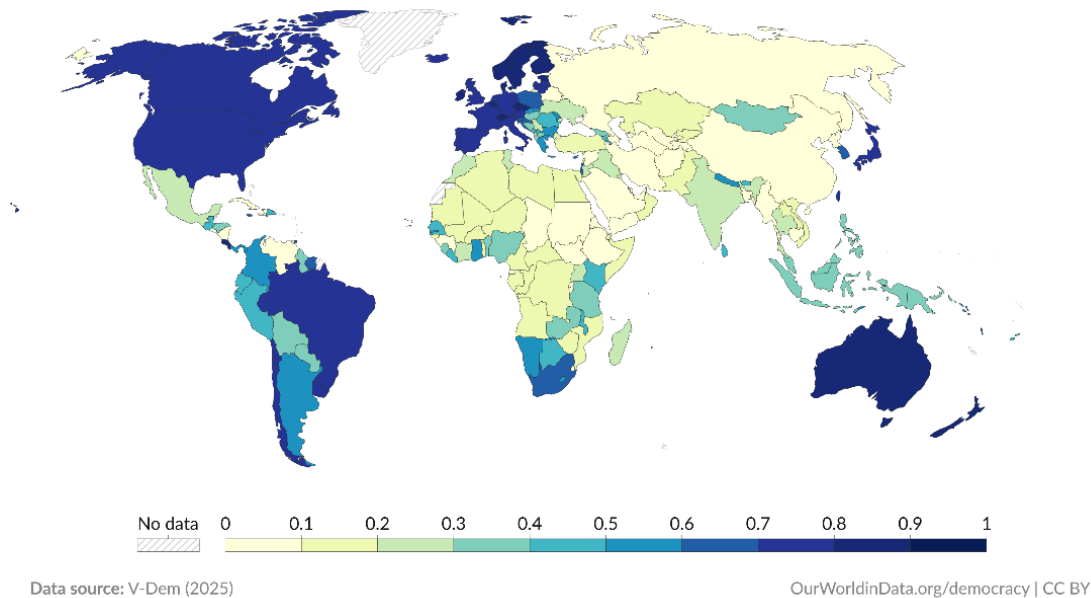 No data 0 0.1 0.2 0.3 0.4 0.5 0.6 0.7 0.8 0.9 1
Data source: V-Dem (2025) OurWorldinData.org/democracy | CC BY